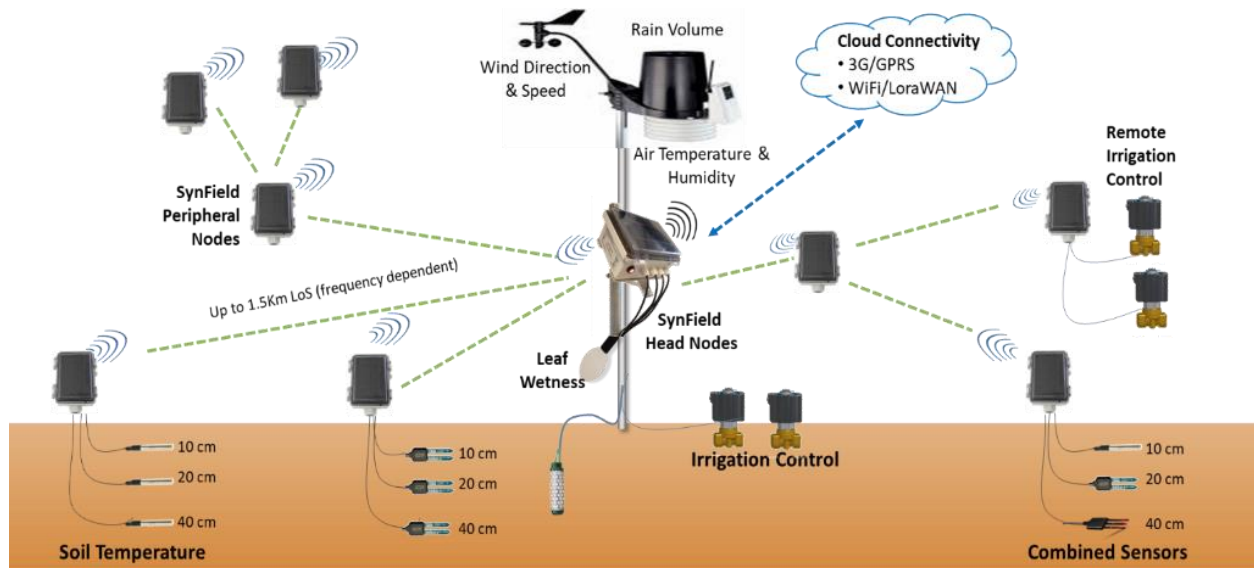 Rain Volume
Wind Direction
& Speed
Cloud Connectivity
• 3G/GPRS
• WiFi/LoraWAN
Air Temperature &
Humidity
Remote
Irrigation
Control
SynField
Peripheral
Nodes
Up to 1.5Km LoS (frequency dependent)
SynField
Head Nodes
Leaf
Wetness
Irrigation Control
10 cm
20 cm
40 cm
Soil Temperature
10 cm
20 cm
40 cm
10 cm
20 cm
40 cm
Combined Sensors